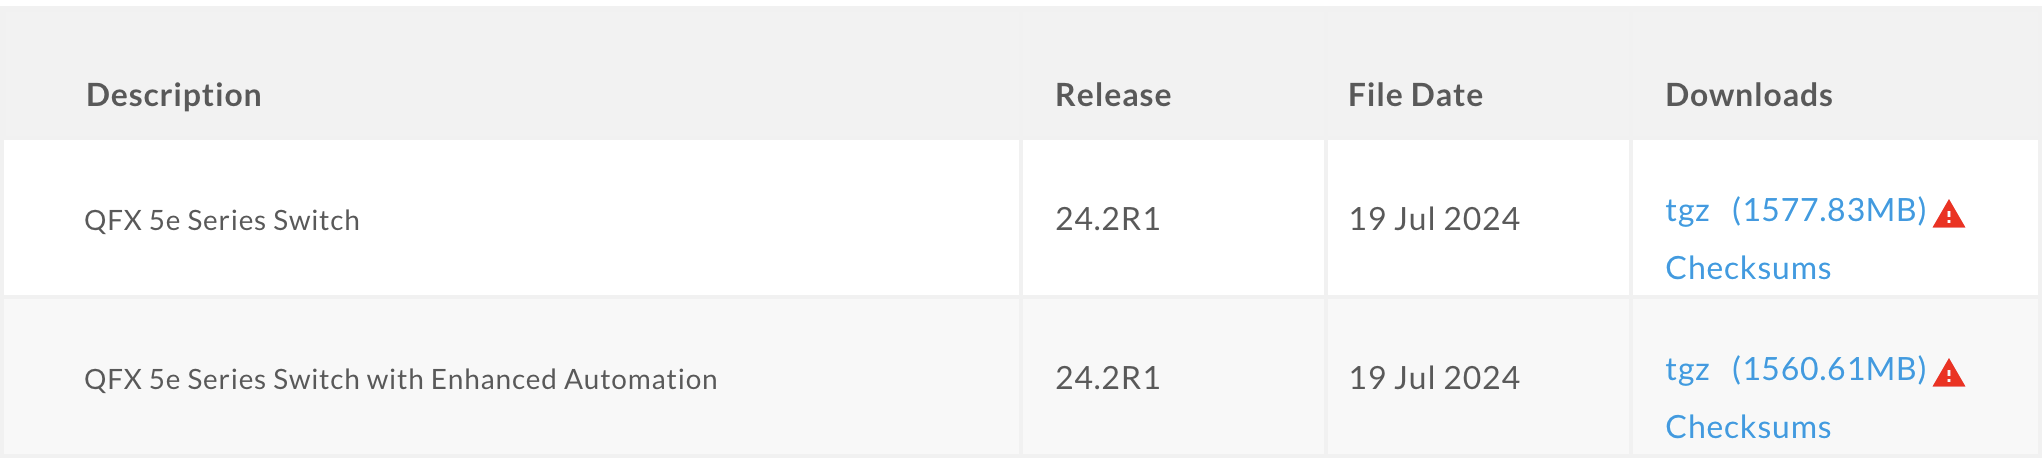 Description Release File Date Downloads
QFX 5e Series Switch 24.2R1 19 Jul 2024 tgz (1577.83MB)
Checksums
QFX 5e Series Switch with Enhanced Automation 24.2R1 19 Jul 2024 tgz (1560.61MB)
Checksums